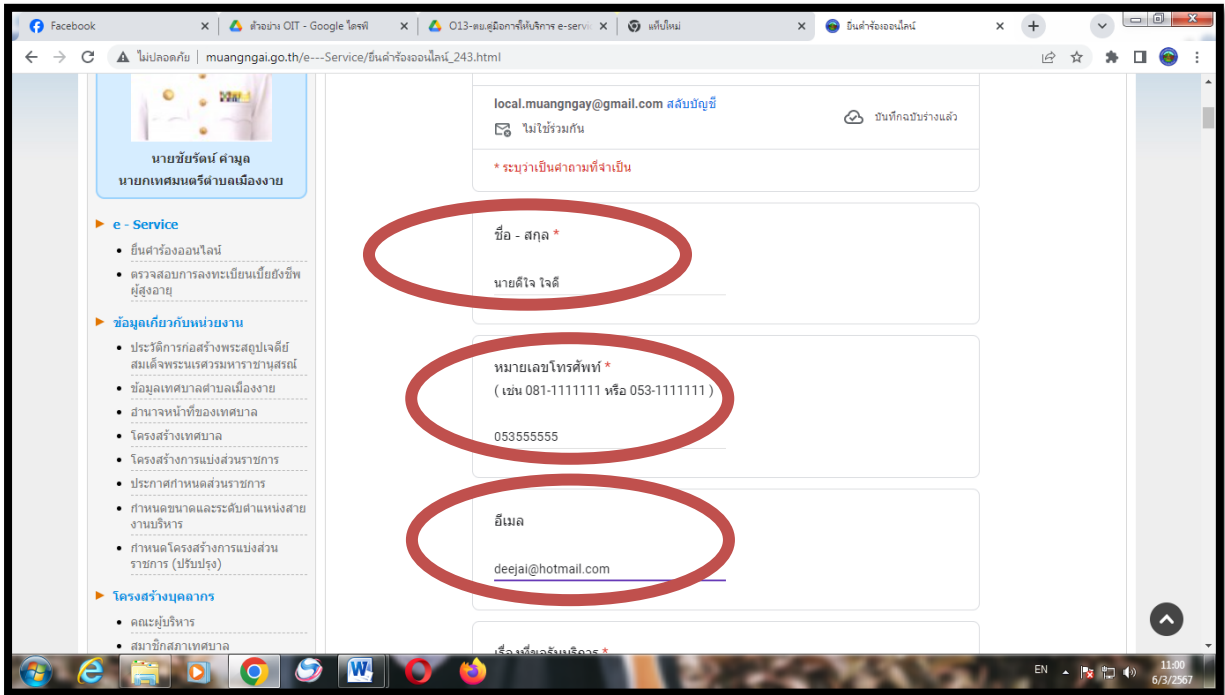 Facebook
ตัวอย่าง OIT - Google ไดรฟ์
O13-ตย.คู่มือการให้บริการ e-servic
แท็บใหม่
ยื่นคำร้องออนไลน์
ไม่ปลอดภัย | muangngai.go.th/e---Service/ยื่นคำร้องออนไลน์_243.html
นายชัยรัตน์ คำมูล
นายกเทศมนตรีตำบลเมืองงาย
e - Service
ยื่นคำร้องออนไลน์
ตรวจสอบการลงทะเบียนเบี้ยยังชีพ
ผู้สูงอายุ
ข้อมูลเกี่ยวกับหน่วยงาน
ประวัติการก่อสร้างพระสถูปเจดีย์
สมเด็จพระนเรศวรมหาราชานุสรณ์
ข้อมูลเทศบาลตำบลเมืองงาย
อำนาจหน้าที่ของเทศบาล
โครงสร้างเทศบาล
โครงสร้างการแบ่งส่วนราชการ
ประกาศกำหนดส่วนราชการ
กำหนดขนาดและระดับตำแหน่งสาย
งานบริหาร
กำหนดโครงสร้างการแบ่งส่วน
ราชการ (ปรับปรุง)
โครงสร้างบุคลากร
คณะผู้บริหาร
สมาชิกสภาเทศบาล
local.muangngay@gmail.com สลับบัญชี
ไม่ใช้ร่วมกัน
บันทึกฉบับร่างแล้ว
* ระบุว่าเป็นคำถามที่จำเป็น
ชื่อ - สกุล *
นายดีใจ ใจดี
หมายเลขโทรศัพท์ *
( เช่น 081-1111111 หรือ 053-1111111 )
053555555
อีเมล
deejai@hotmail.com
เรื่องที่ขอรับบริการ *
EN
11:00
6/3/2567